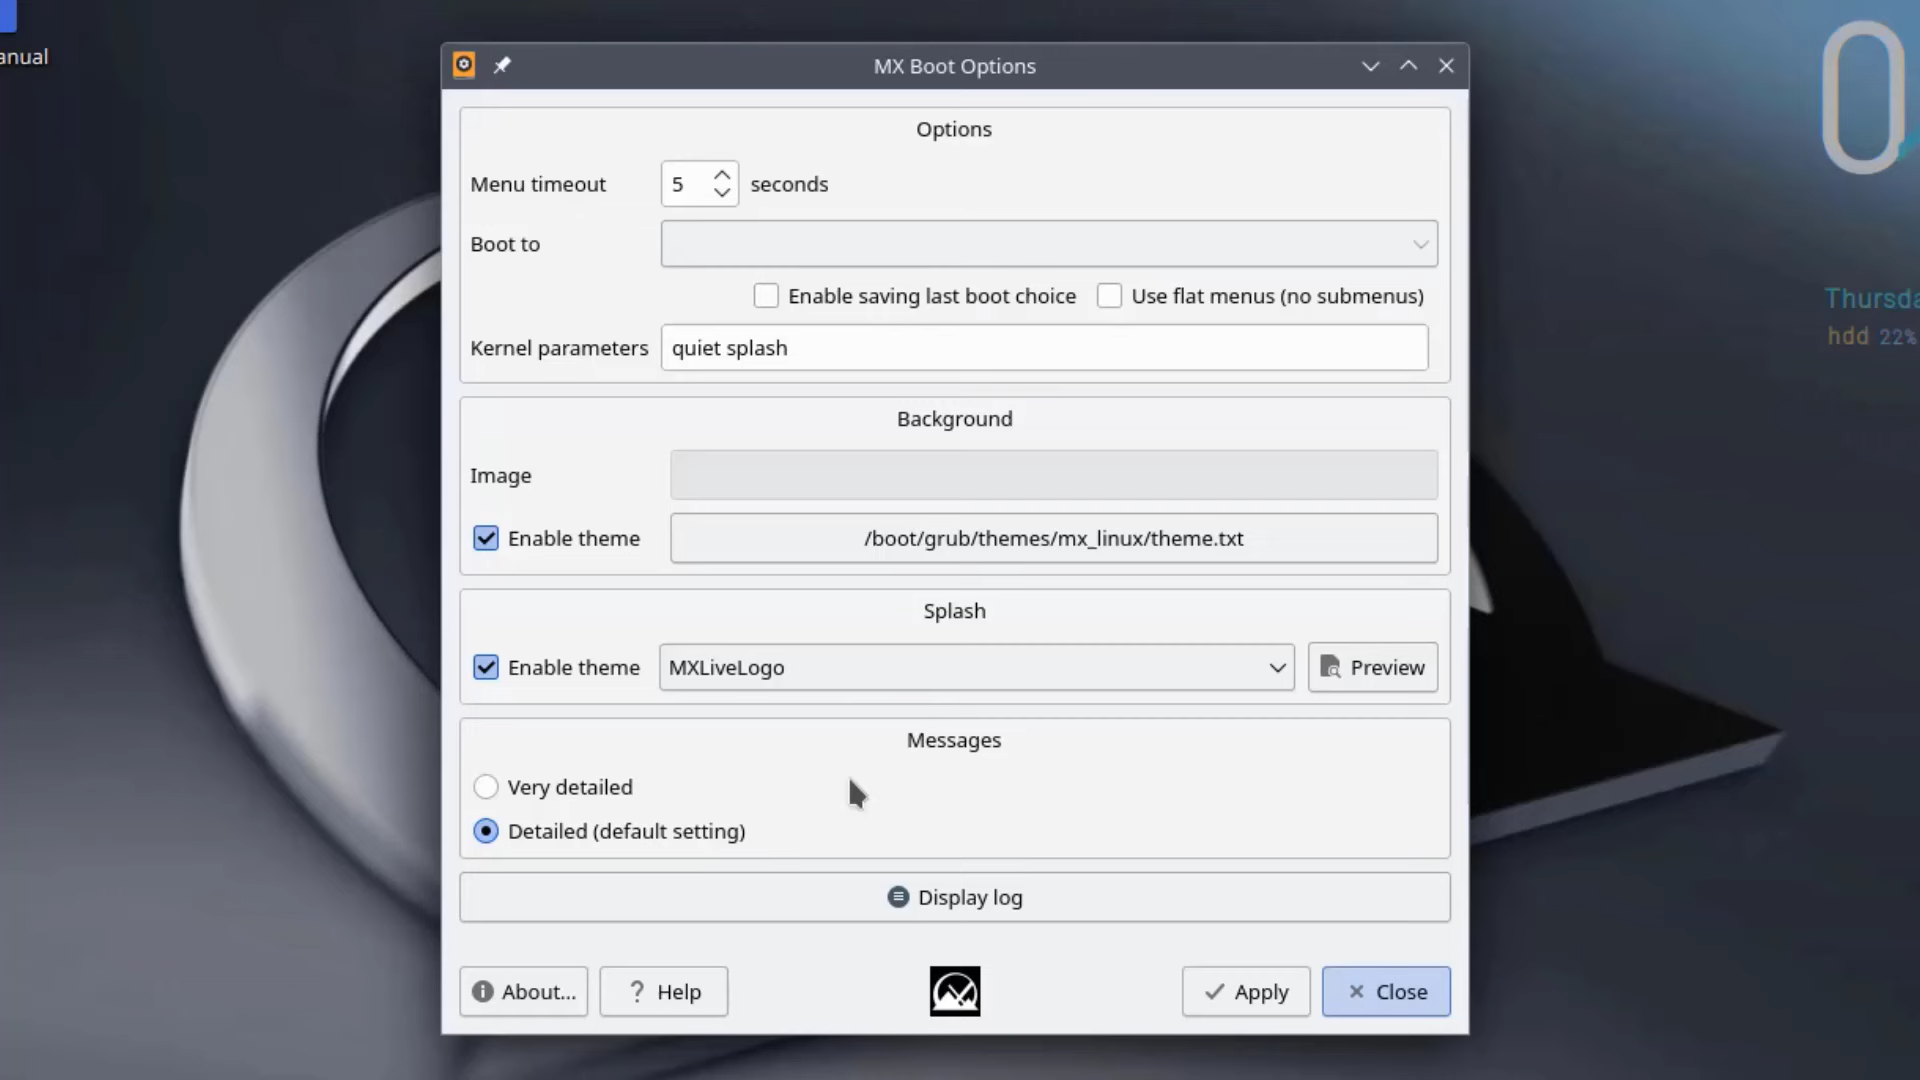 anual
MX Boot Options
Options
Menu timeout 5 seconds
Boot to
Enable saving last boot choice Use flat menus (no submenus)
Kernel parameters quiet splash
Background
Image
Enable theme /boot/grub/themes/mx_linux/theme.txt
Splash
Enable theme MXLiveLogo Preview
Messages
Very detailed
Detailed (default setting)
Display log
About... ? Help Apply Close
0
Thursda
hdd 22%